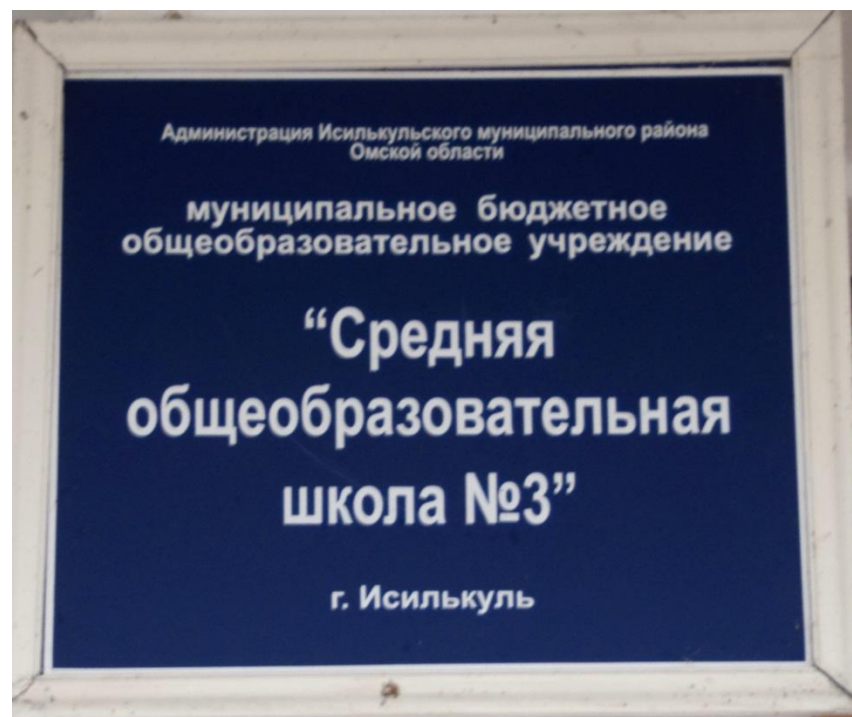 Администрация Исилькульского муниципального района
Омской области
муниципальное бюджетное
общеобразовательное учреждение
“Средняя
общеобразовательная
школа №3”
г. Исилькуль